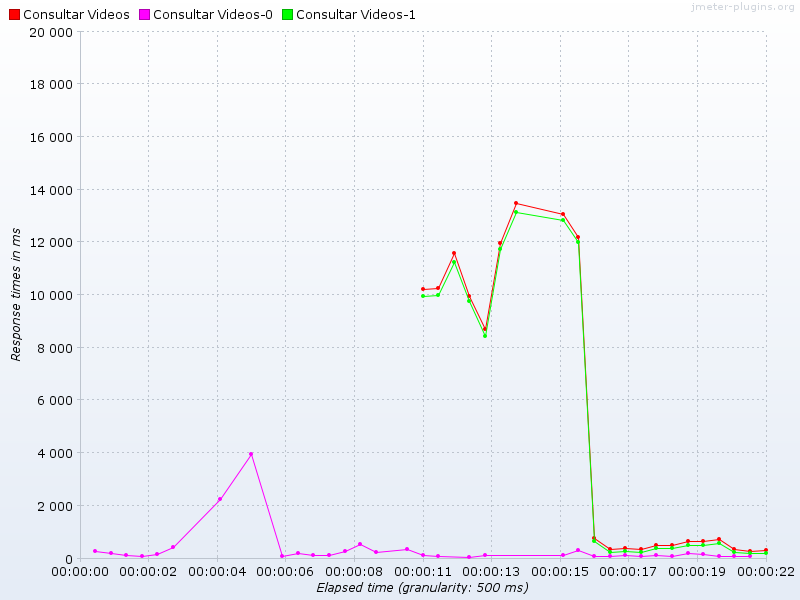 Consultar Videos Consultar Videos-0 Consultar Videos-1
jmeter-plugins.org
20 000
18 000
16 000
14 000
12 000
10 000
8 000
6 000
4 000
2 000
0
Response times in ms
00:00:00 00:00:02 00:00:04 00:00:06 00:00:08 00:00:11 00:00:13 00:00:15 00:00:17 00:00:19 00:00:22
Elapsed time (granularity: 500 ms)